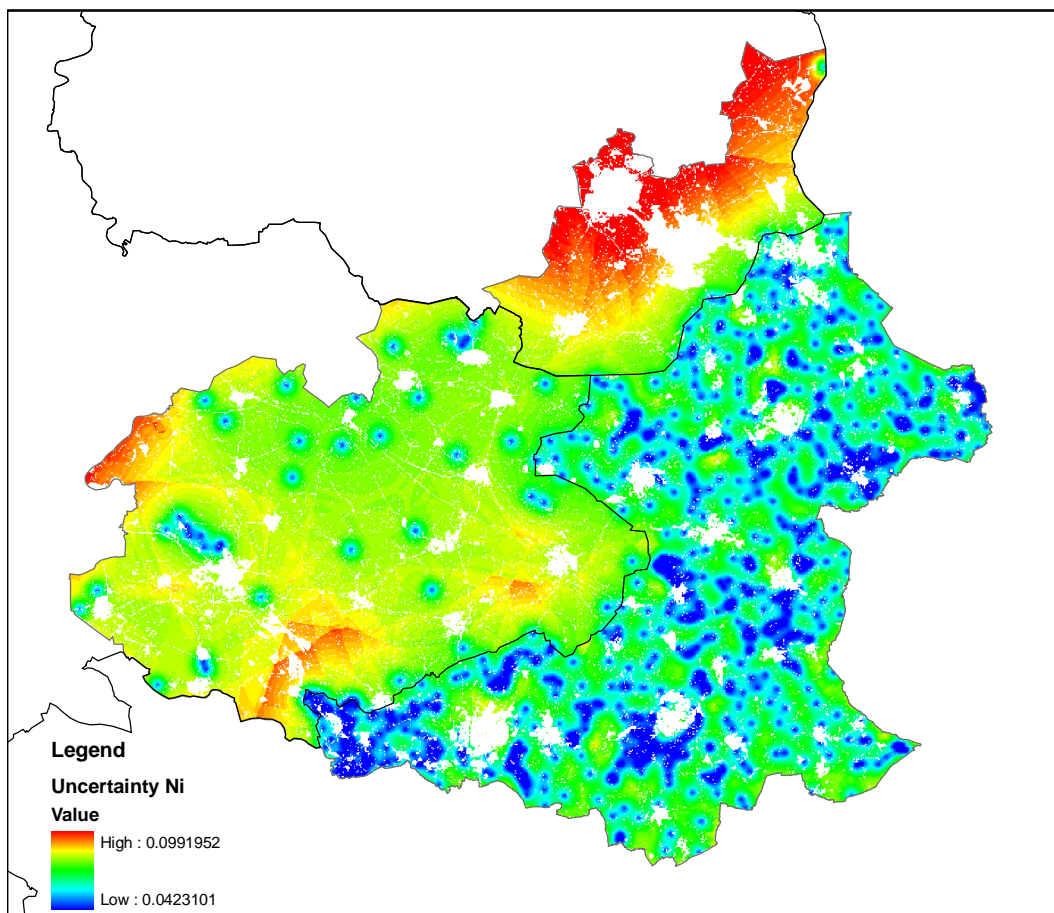 Legend
Uncertainty Ni
Value
High : 0.0991952
Low : 0.0423101